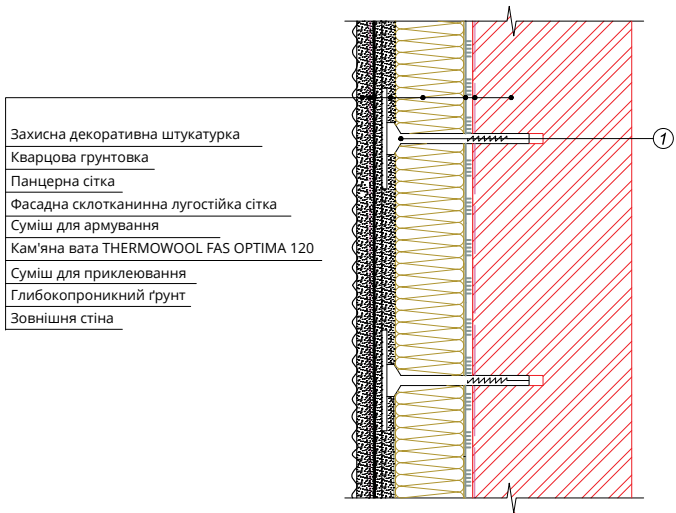 Захисна декоративна штукатурка
Кварцова грунтовка
Панцерна сітка
Фасадна склотканинна лугостійка сітка
Суміш для армування
Кам'яна вата THERMOWOOL FAS OPTIMA 120
Суміш для приклеювання
Глибокопроникний ґрунт
Зовнішня стіна
1